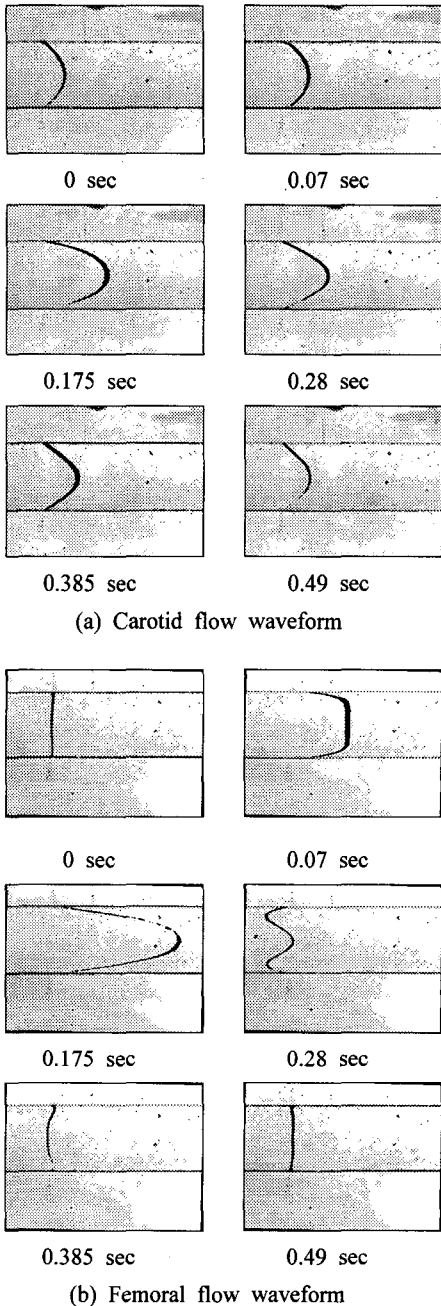 0 sec 0.07 sec
0.175 sec 0.28 sec
0.385 sec 0.49 sec
(a) Carotid flow waveform
0 sec 0.07 sec
0.175 sec 0.28 sec
0.385 sec 0.49 sec
(b) Femoral flow waveform